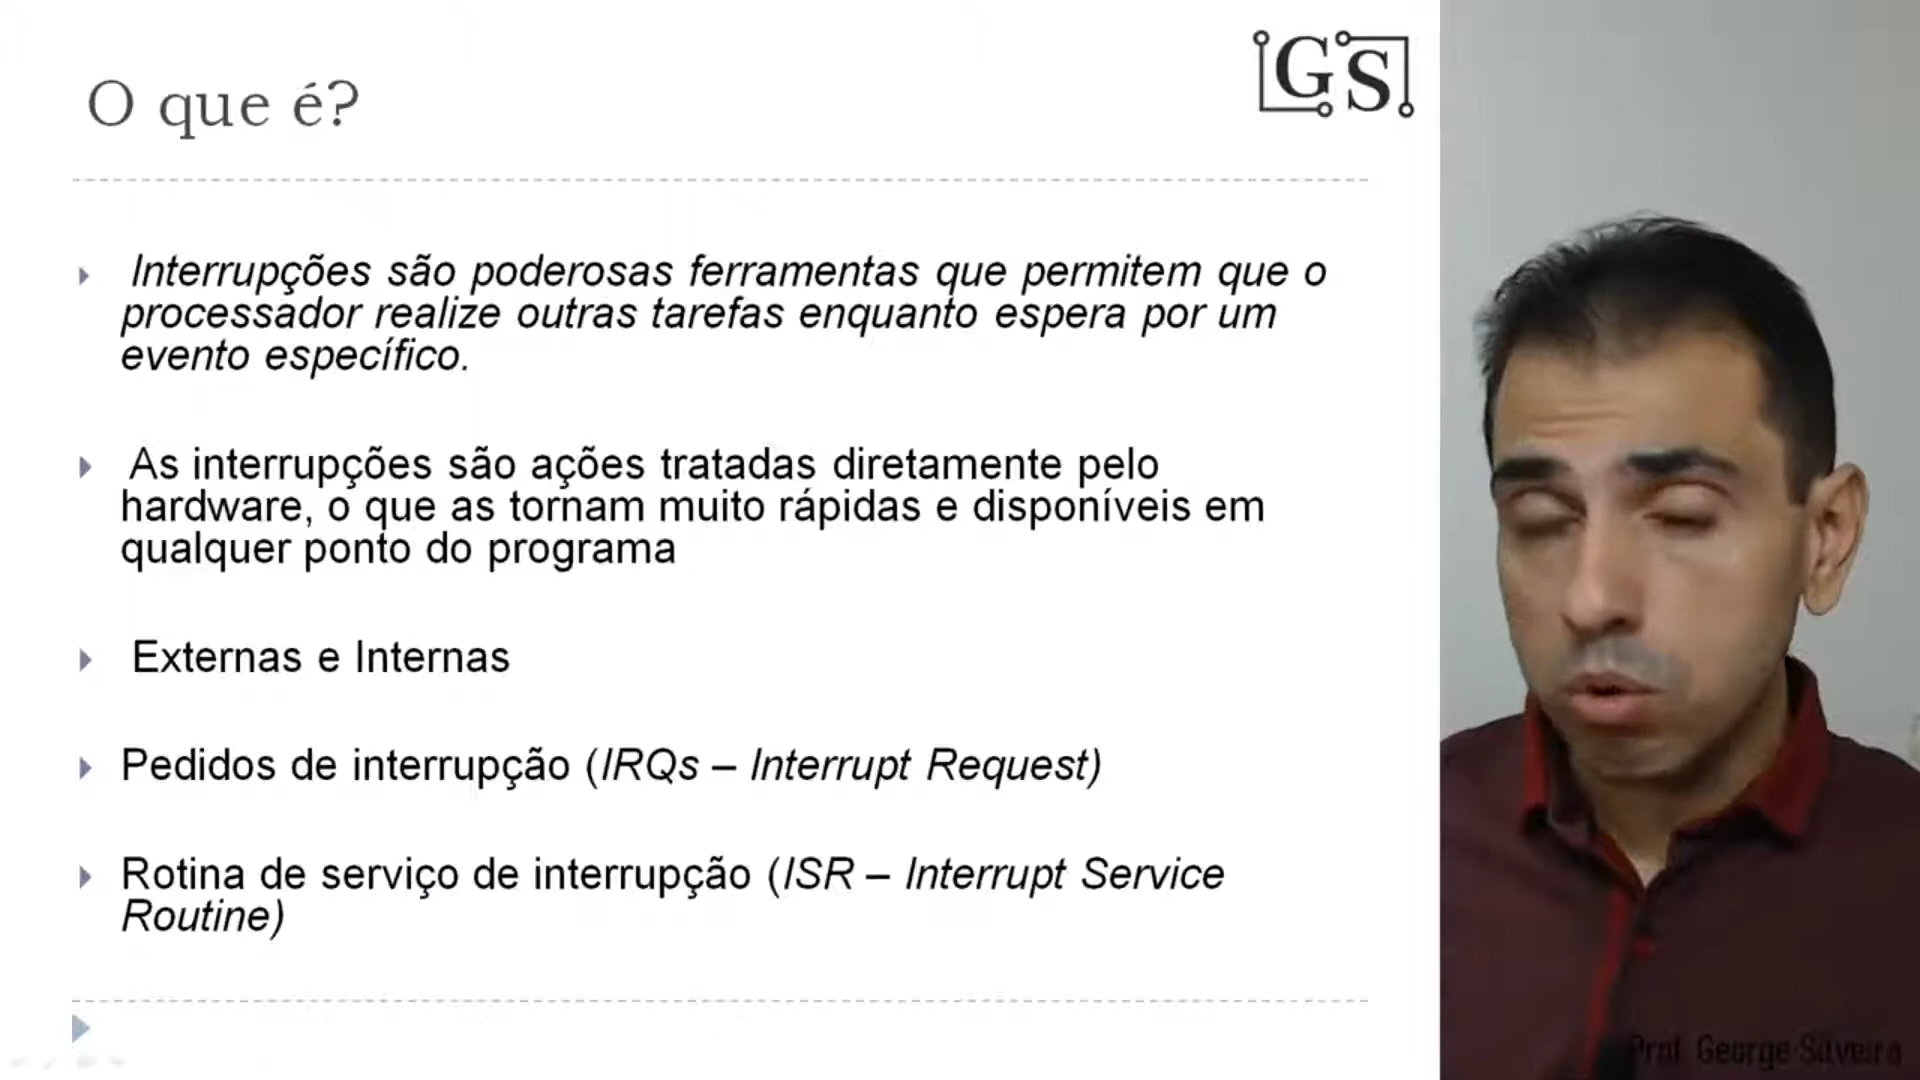 O que é?
GS
Interrupções são poderosas ferramentas que permitem que o
processador realize outras tarefas enquanto espera por um
evento específico.
As interrupções são ações tratadas diretamente pelo
hardware, o que as tornam muito rápidas e disponíveis em
qualquer ponto do programa
Externas e Internas
Pedidos de interrupção (IRQs – Interrupt Request)
Rotina de serviço de interrupção (ISR – Interrupt Service
Routine)
Prof. George Silveira